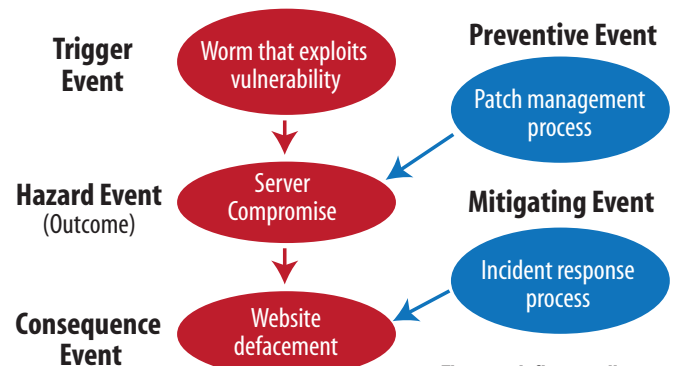 Trigger
Event
Worm that exploits
vulnerability
Preventive Event
Patch management
process
Hazard Event
(Outcome)
Server
Compromise
Mitigating Event
Incident response
process
Consequence
Event
Website
defacement